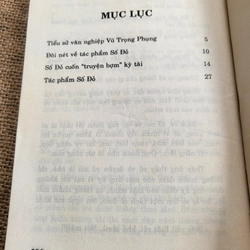 MỤC LỤC
Tiểu sử văn nghiệp Vũ Trọng Phụng 5
Đôi nét về tác phẩm Số Đỏ 10
Số Đỏ cuốn "truyện bợm" kỳ tài 14
Tác phẩm Số Đỏ 27